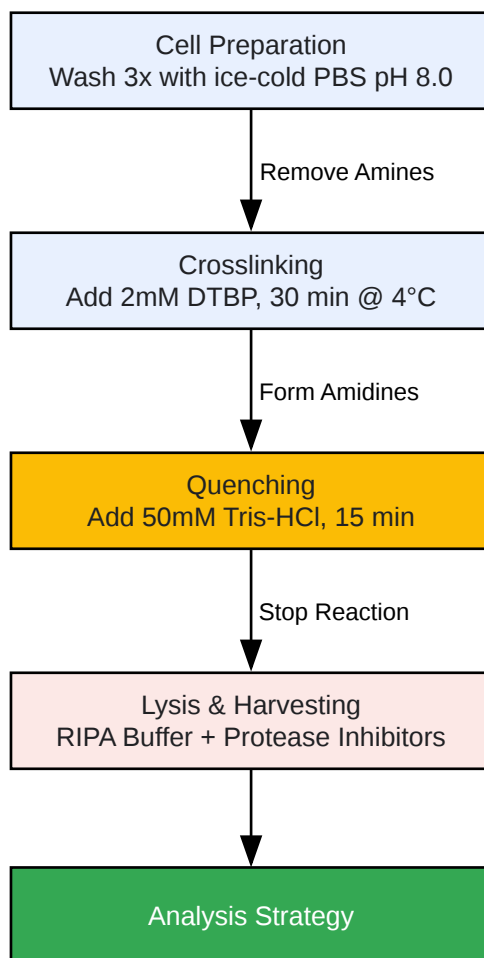 Cell Preparation
Wash 3x with ice-cold PBS pH 8.0
Remove Amines
Crosslinking
Add 2mM DTBP, 30 min @ 4°C
Form Amidines
Quenching
Add 50mM Tris-HCl, 15 min
Stop Reaction
Lysis & Harvesting
RIPA Buffer + Protease Inhibitors
Analysis Strategy